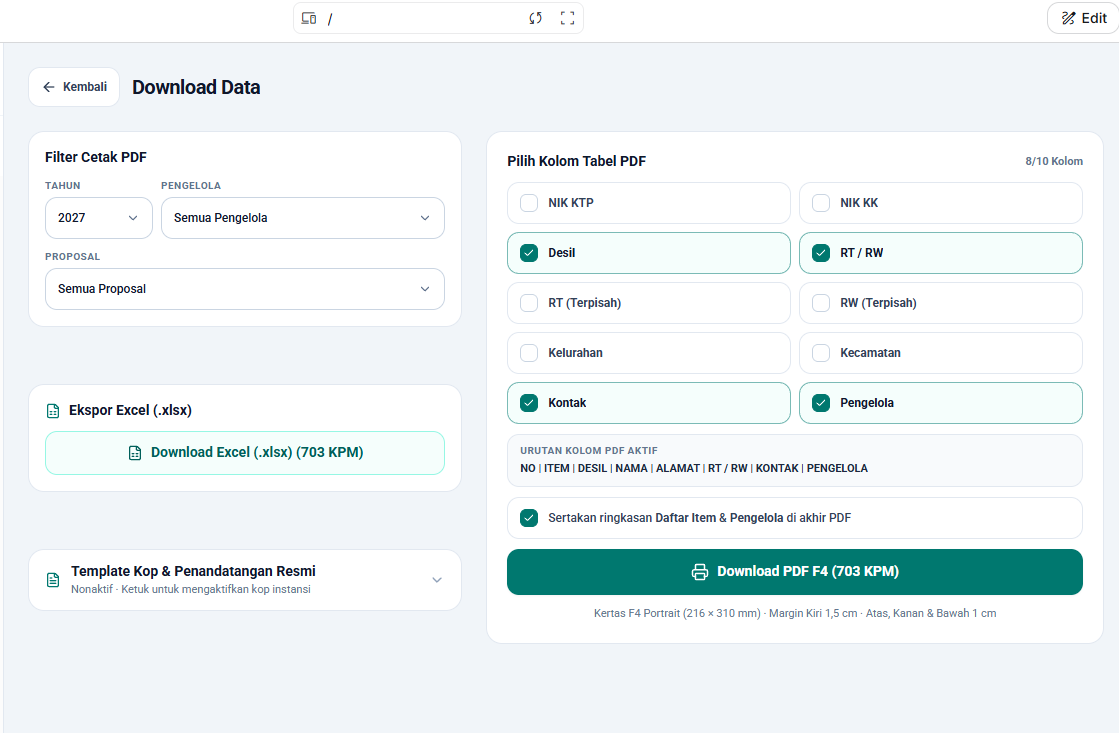 /
Edit
Kembali
Download Data
Filter Cetak PDF
TAHUN
PENGELOLA
2027
Semua Pengelola
PROPOSAL
Semua Proposal
Ekspor Excel (.xlsx)
Download Excel (.xlsx) (703 KPM)
Template Kop & Penandatangan Resmi
Nonaktif · Ketuk untuk mengaktifkan kop instansi
Pilih Kolom Tabel PDF
8/10 Kolom
NIK KTP
NIK KK
Desil
RT / RW
RT (Terpisah)
RW (Terpisah)
Kelurahan
Kecamatan
Kontak
Pengelola
URUTAN KOLOM PDF AKTIF
NO | ITEM | DESIL | NAMA | ALAMAT | RT / RW | KONTAK | PENGELOLA
Sertakan ringkasan Daftar Item & Pengelola di akhir PDF
Download PDF F4 (703 KPM)
Kertas F4 Portrait (216 × 310 mm) · Margin Kiri 1,5 cm · Atas, Kanan & Bawah 1 cm